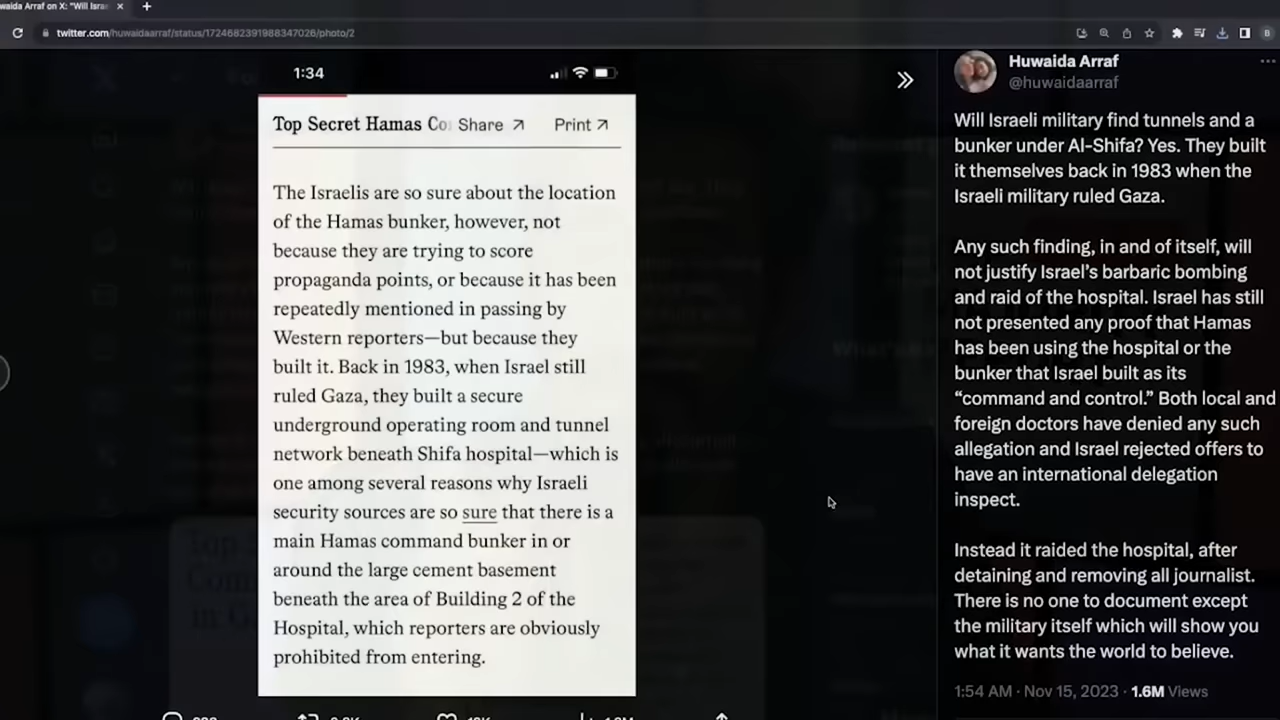 waida Arraf on X: "Will Isra
twitter.com/huwaidaarraf/status/1724682391988347026/photo/2
1:34
Top Secret Hamas Co Share ↗ Print ↗
The Israelis are so sure about the location
of the Hamas bunker, however, not
because they are trying to score
propaganda points, or because it has been
repeatedly mentioned in passing by
Western reporters—but because they
built it. Back in 1983, when Israel still
ruled Gaza, they built a secure
underground operating room and tunnel
network beneath Shifa hospital—which is
one among several reasons why Israeli
security sources are so sure that there is a
main Hamas command bunker in or
around the large cement basement
beneath the area of Building 2 of the
Hospital, which reporters are obviously
prohibited from entering.
Huwaida Arraf
@huwaidaarraf
Will Israeli military find tunnels and a
bunker under Al-Shifa? Yes. They built
it themselves back in 1983 when the
Israeli military ruled Gaza.
Any such finding, in and of itself, will
not justify Israel's barbaric bombing
and raid of the hospital. Israel has still
not presented any proof that Hamas
has been using the hospital or the
bunker that Israel built as its
“command and control.” Both local and
foreign doctors have denied any such
allegation and Israel rejected offers to
have an international delegation
inspect.
Instead it raided the hospital, after
detaining and removing all journalist.
There is no one to document except
the military itself which will show you
what it wants the world to believe.
1:54 AM · Nov 15, 2023 · 1.6M Views